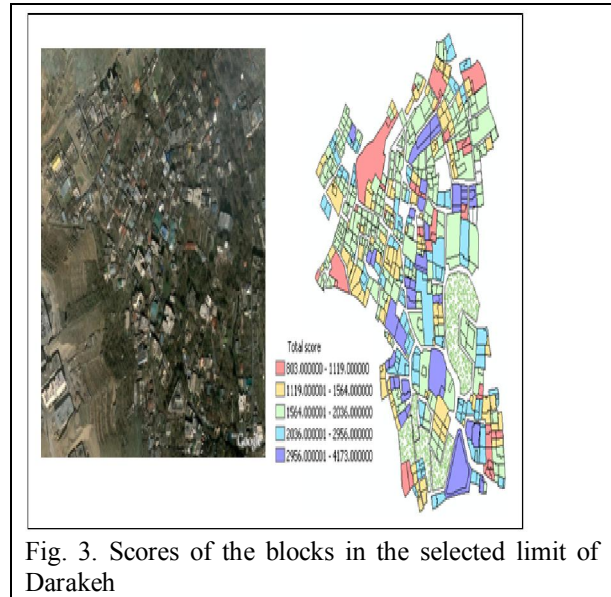 Google
Total score
803.000000 - 1119.000000
1119.000001 - 1564.000000
1564.000001 - 2036.000000
2036.000001 - 2956.000000
2956.000001 - 4173.000000
Fig. 3. Scores of the blocks in the selected limit of
Darakeh